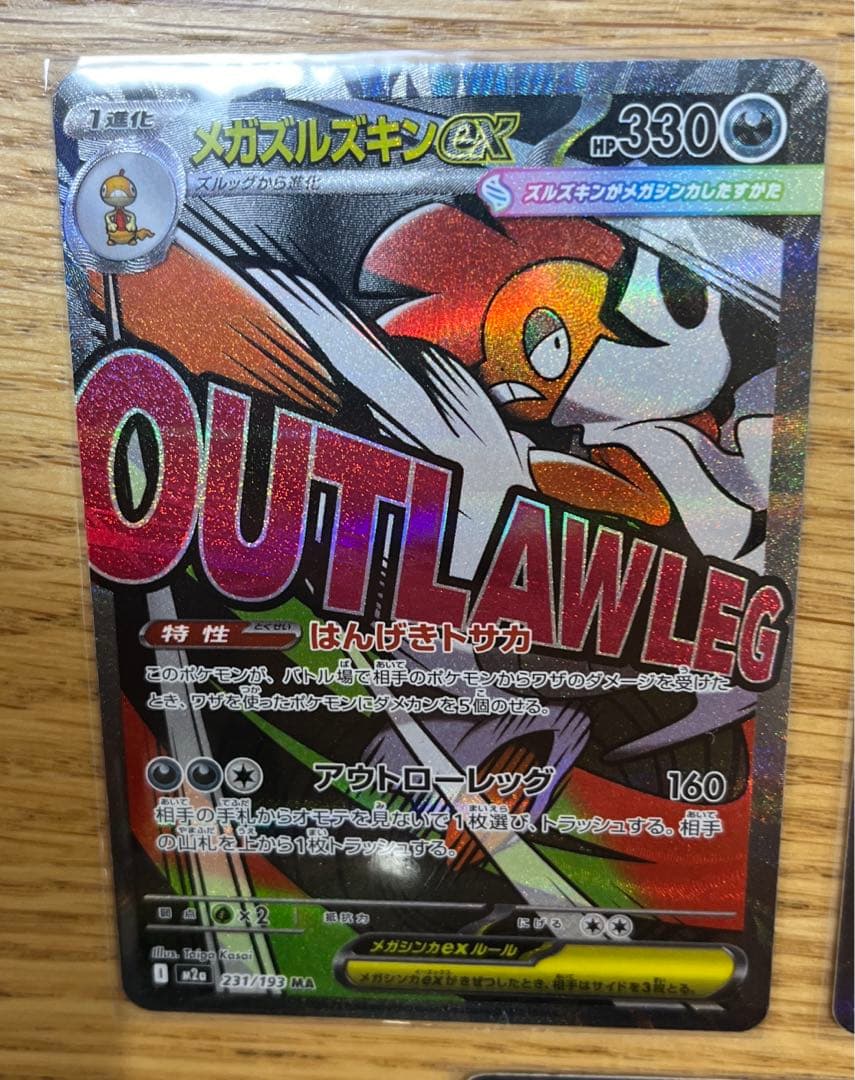 1進化
メガズルズキンex
HP330
ズルッグから進化
ズルズキンがメガシンカしたすがた
OUTLAWLEG
特性 とくせい はんげきトサカ
このポケモンが、バトル場で相手のポケモンからワザのダメージを受けた
とき、ワザを使ったポケモンにダメカンを5個のせる。
アウトローレッグ 160
相手の手札からオモテを見ないで1枚選び、トラッシュする。相手
の山札を上から1枚トラッシュする。
弱点 ×2 抵抗力 にげる
メガシンカexルール
メガシンカexがきぜつしたとき、相手はサイドを3枚とる。
Illus. Taiga Kasai
I M2a 231/193 MA